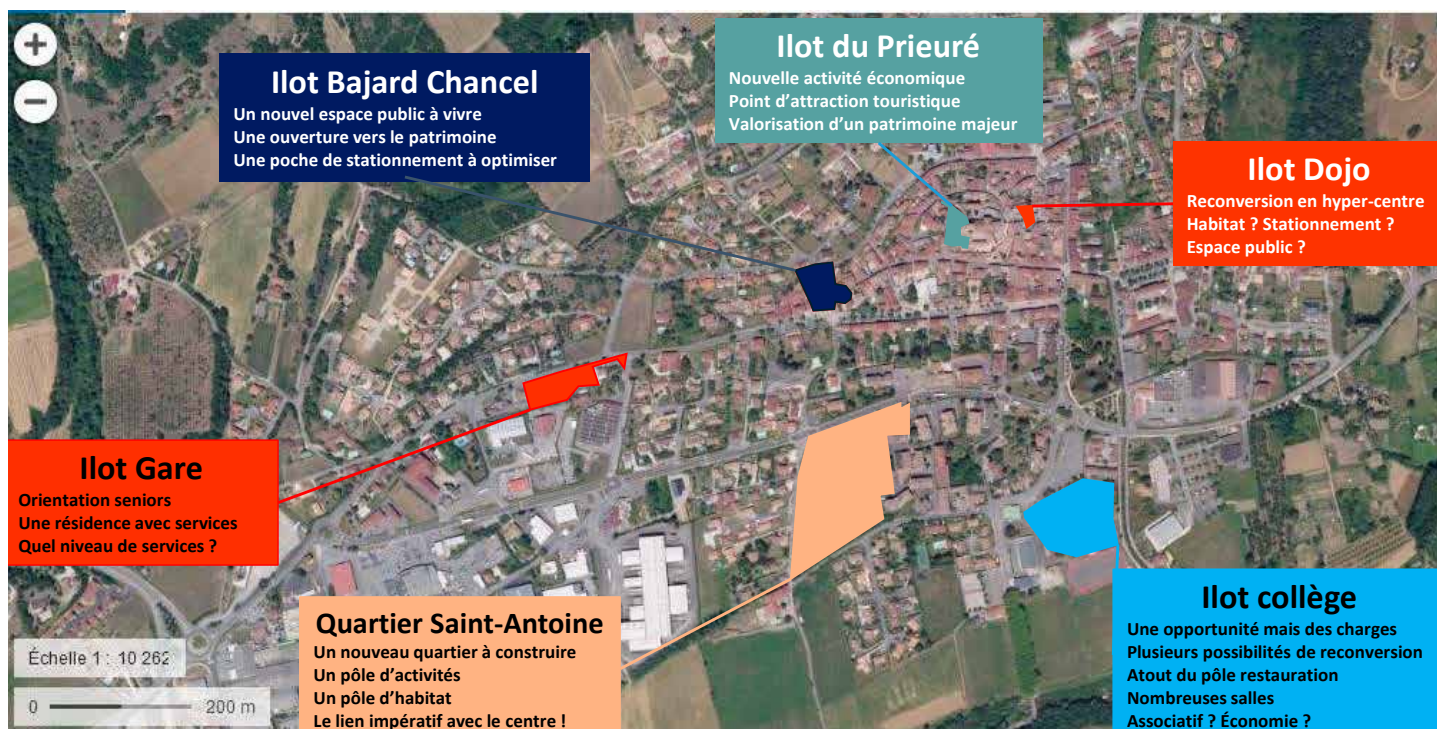 +
−
Ilot Bajard Chancel
Un nouvel espace public à vivre
Une ouverture vers le patrimoine
Une poche de stationnement à optimiser
Ilot du Prieuré
Nouvelle activité économique
Point d’attraction touristique
Valorisation d’un patrimoine majeur
Ilot Dojo
Reconversion en hyper-centre
Habitat ? Stationnement ?
Espace public ?
Ilot Gare
Orientation seniors
Une résidence avec services
Quel niveau de services ?
Quartier Saint-Antoine
Un nouveau quartier à construire
Un pôle d’activités
Un pôle d’habitat
Le lien impératif avec le centre !
Ilot collège
Une opportunité mais des charges
Plusieurs possibilités de reconversion
Atout du pôle restauration
Nombreuses salles
Associatif ? Économie ?
Échelle 1 : 10 262
0 200 m